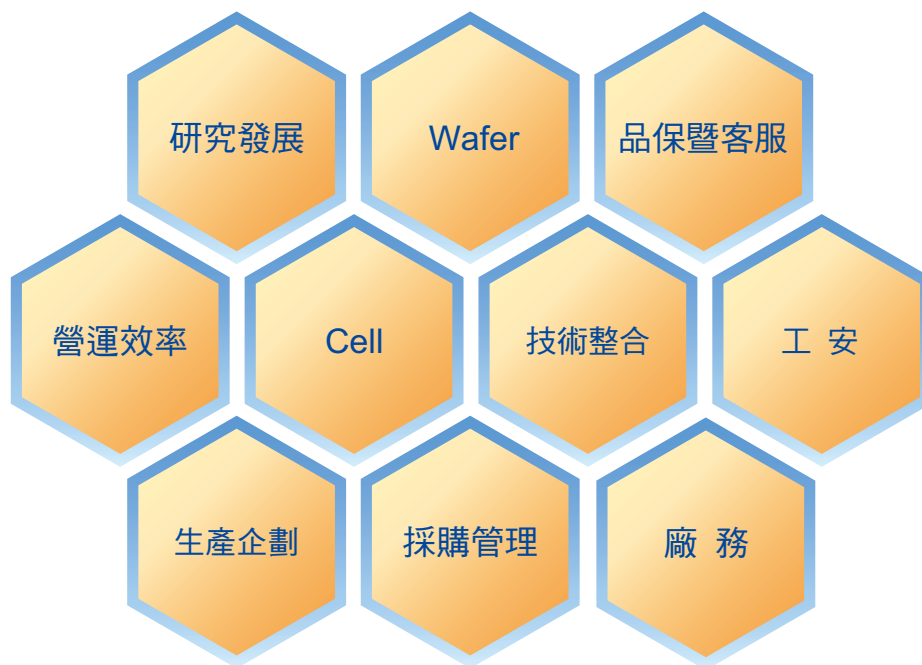 研究發展
Wafer
品保暨客服
營運效率
Cell
技術整合
工 安
生產企劃
採購管理
廠 務